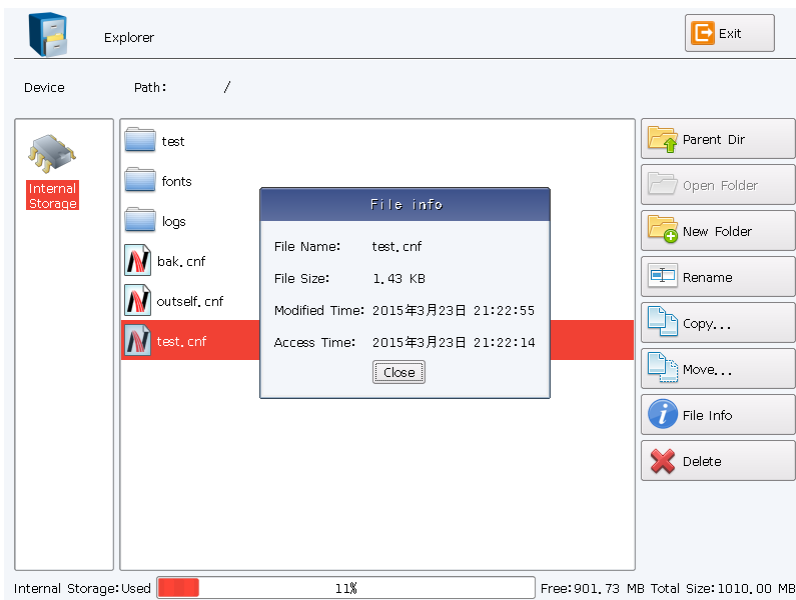 Explorer
Exit
Device
Path:
/
Internal
Storage
test
fonts
logs
bak.cnf
outself.cnf
test.cnf
File info
File Name: test.cnf
File Size: 1.43 KB
Modified Time: 2015年3月23日 21:22:55
Access Time: 2015年3月23日 21:22:14
Close
Parent Dir
Open Folder
New Folder
Rename
Copy...
Move...
File Info
Delete
Internal Storage:Used 11% Free:901.73 MB Total Size:1010.00 MB